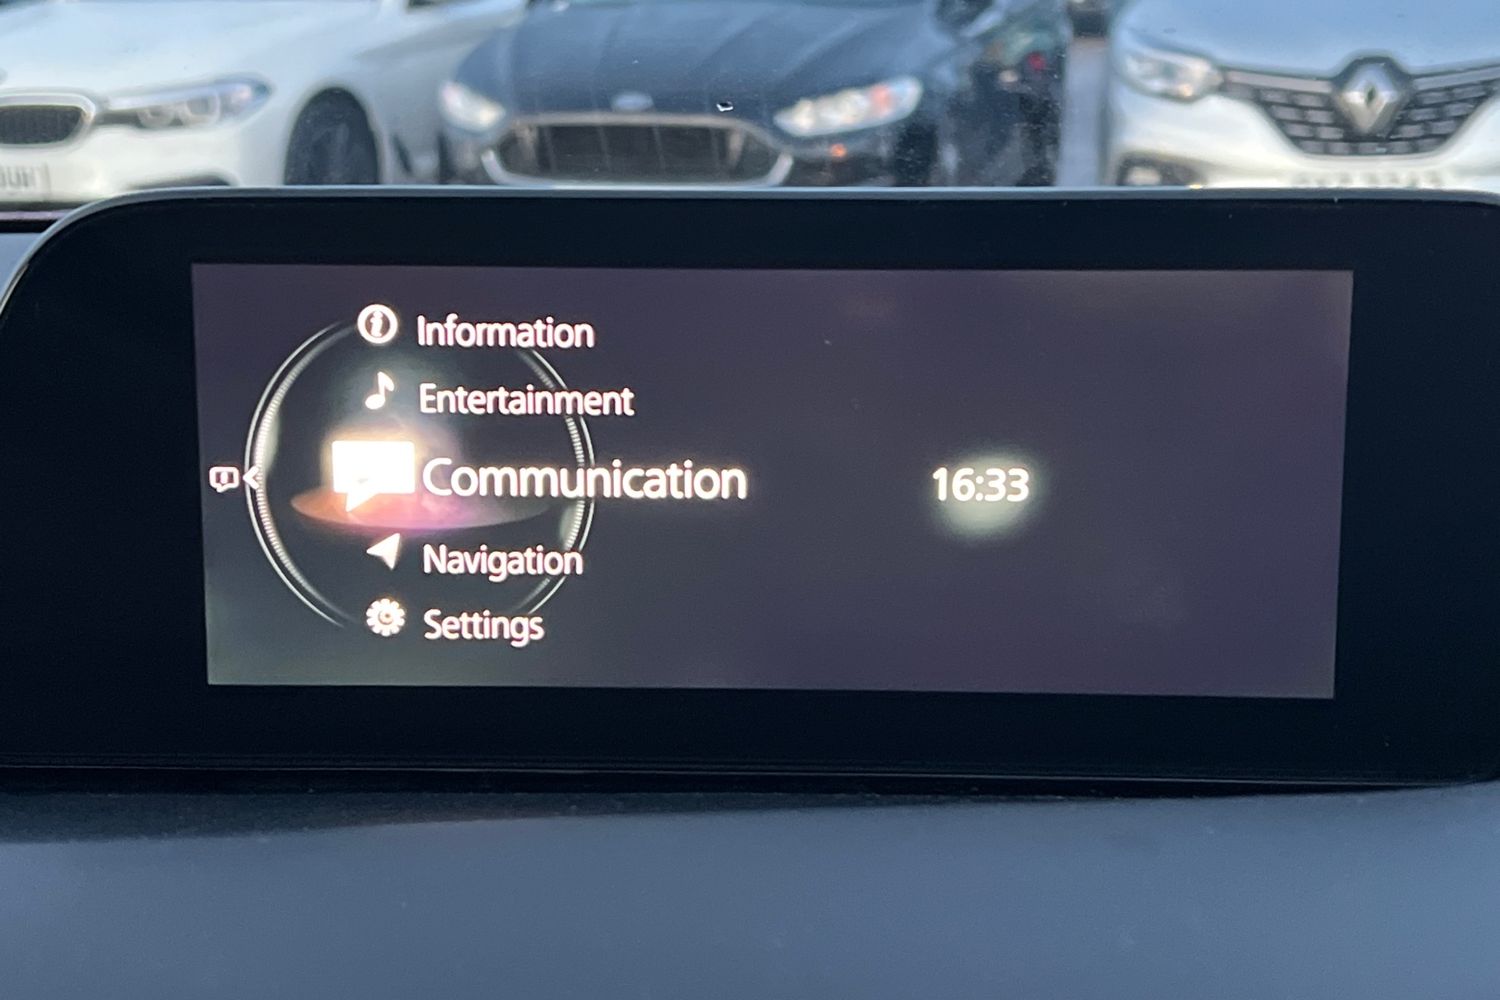 Information
Entertainment
Communication
16:33
Navigation
Settings